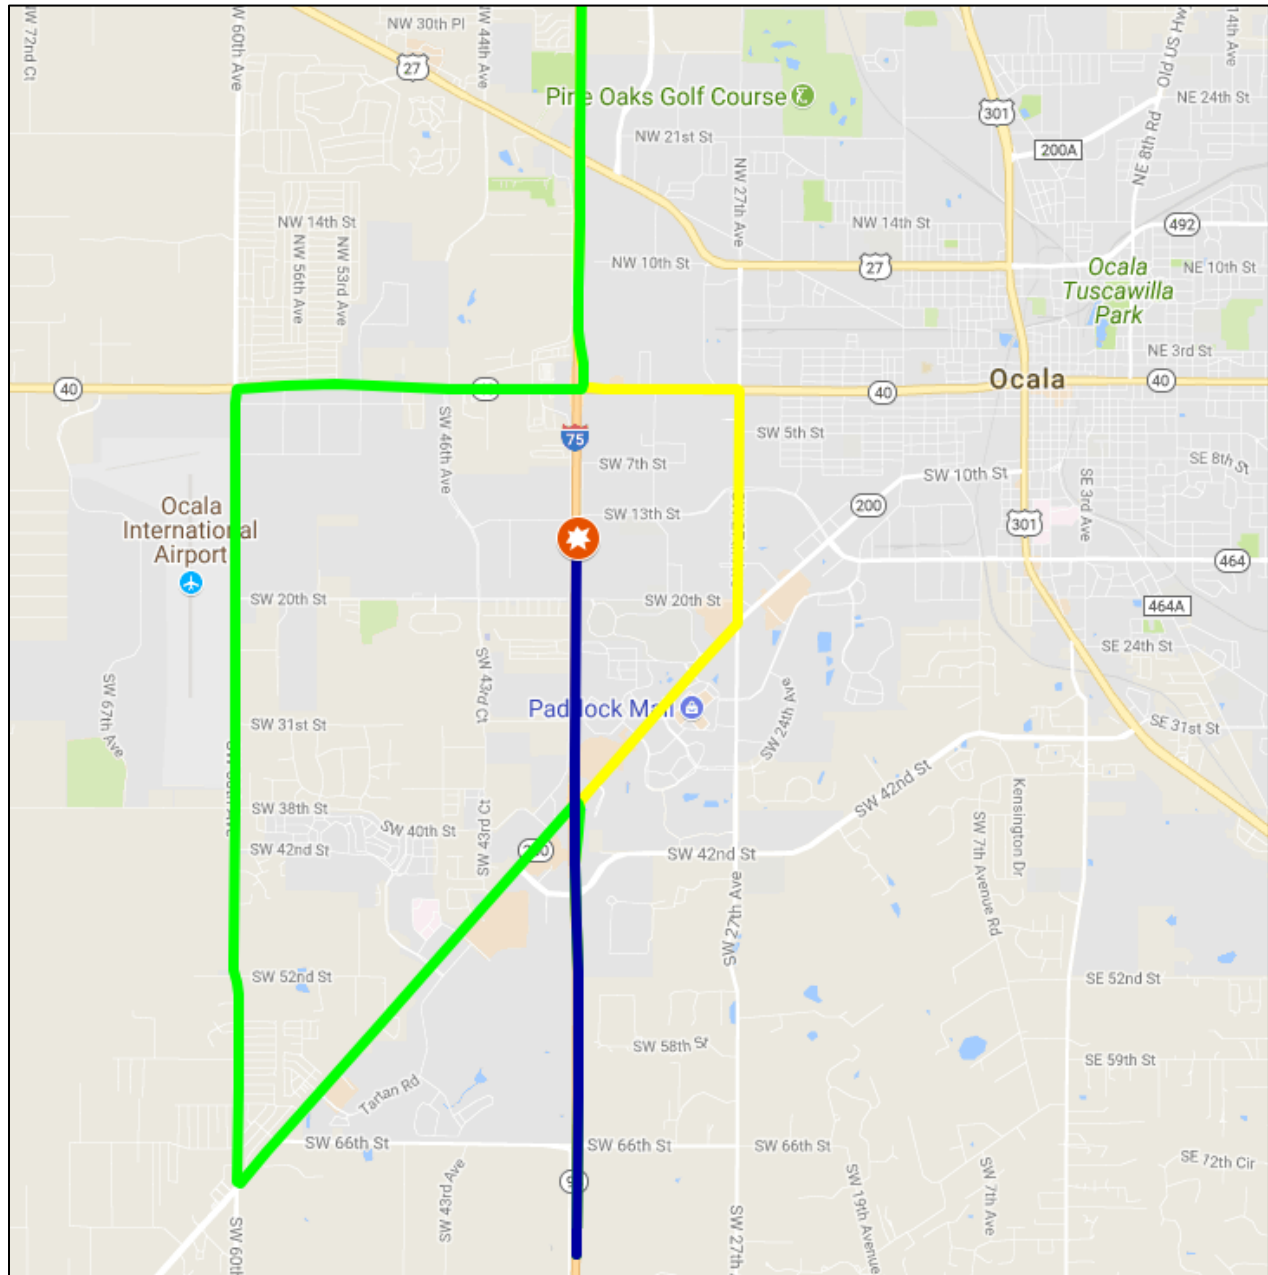 W 72nd Ct
W 60th Ave
NW 30th Pl
W 44th Ave
27
Pine Oaks Golf Course
301
Old US Hwy
14th Ave
NE 24th St
NW 21st St
200A
NE 8th Rd
NW 27th Ave
NW 14th St
NW 56th Ave
NW 53rd Ave
NW 14th St
492
NW 10th St
27
Ocala
Tuscawilla
Park
NE 10th St
NE 3rd St
40
Ocala
40
40
SW 46th Ave
75
SW 5th St
SW 7th St
SW 10th St
SE 3rd Ave
SE 8th St
Ocala
International
Airport
SW 13th St
200
301
464
SW 20th St
SW 20th St
464A
SE 24th St
SW 67th Ave
SW 43rd Ct
Paddock Mall
SW 24th Ave
SW 31st St
SE 31st St
SW 42nd St
SW 38th St
SW 40th St
SW 43rd Ct
Kensington Dr
SW 7th Avenue Rd
SW 42nd St
SW 42nd St
SW 27th Ave
SW 52nd St
SE 52nd St
SW 58th St
SE 59th St
Tartan Rd
SW 66th St
SW 66th St
SW 66th St
SE 72th Cir
SW 43rd Ave
SW 19th Avenue
SW 7th Ave
SW 60th
SW 27th